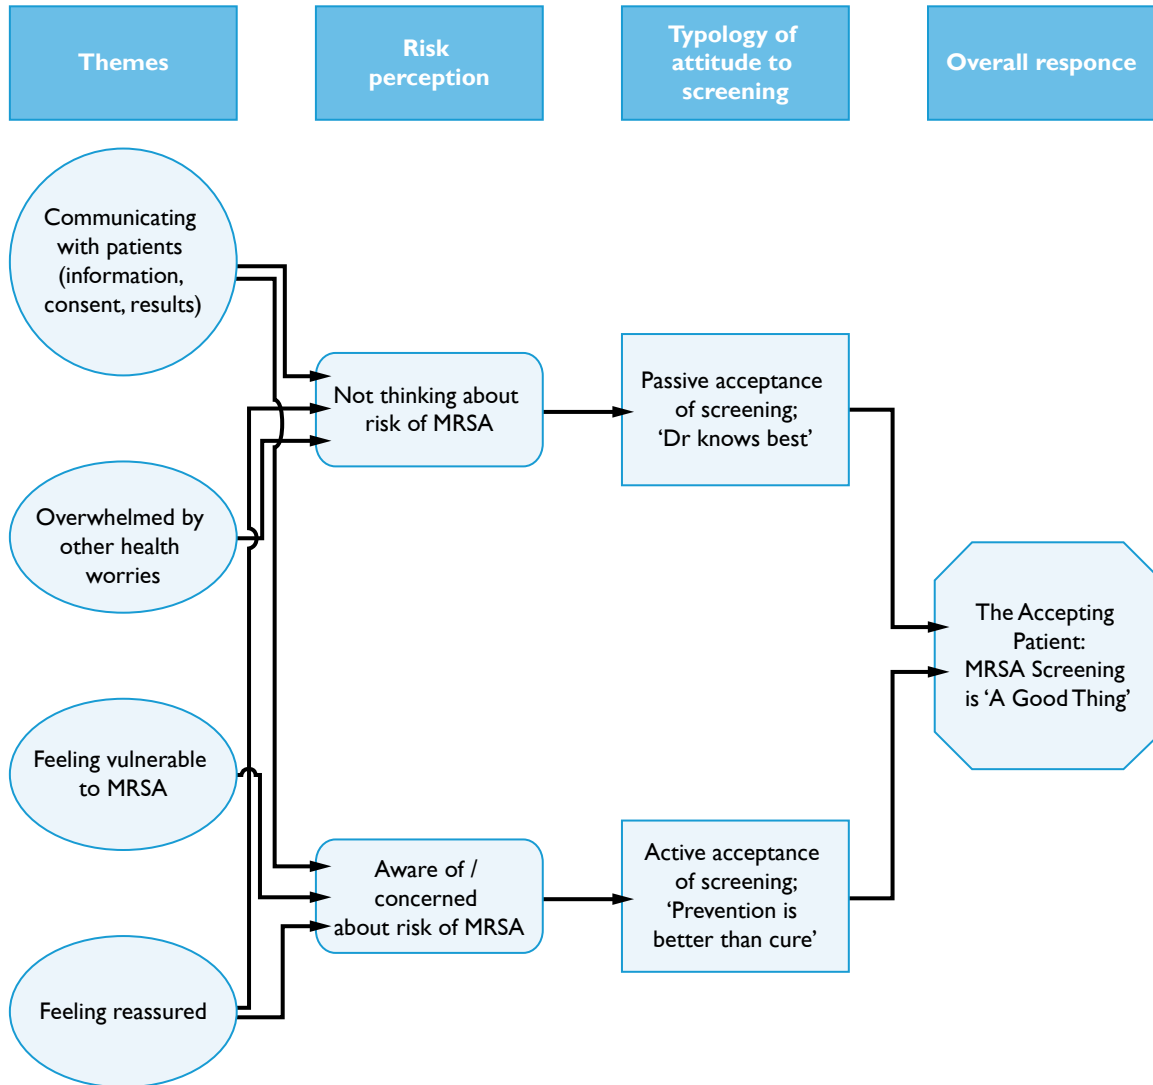 Themes
Risk
perception
Typology of
attitude to
screening
Overall responce
Communicating
with patients
(information,
consent, results)
Overwhelmed by
other health
worries
Feeling vulnerable
to MRSA
Feeling reassured
Not thinking about
risk of MRSA
Aware of /
concerned
about risk of MRSA
Passive acceptance
of screening;
‘Dr knows best’
Active acceptance
of screening;
‘Prevention is
better than cure’
The Accepting
Patient:
MRSA Screening
is ‘A Good Thing’